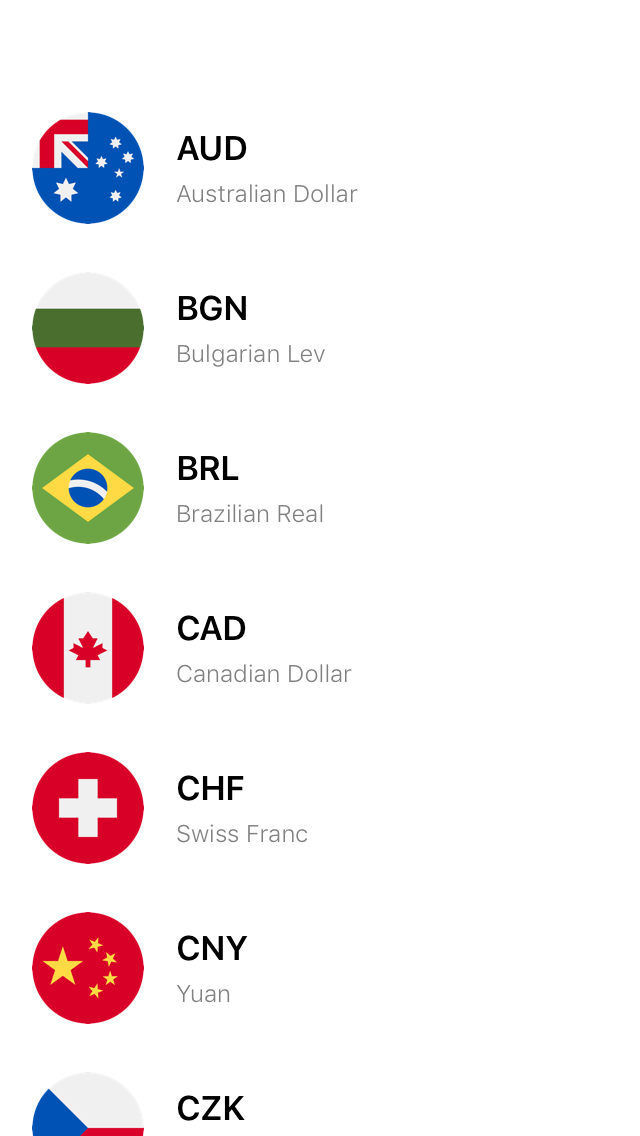 AUD
Australian Dollar
BGN
Bulgarian Lev
BRL
Brazilian Real
CAD
Canadian Dollar
CHF
Swiss Franc
CNY
Yuan
CZK